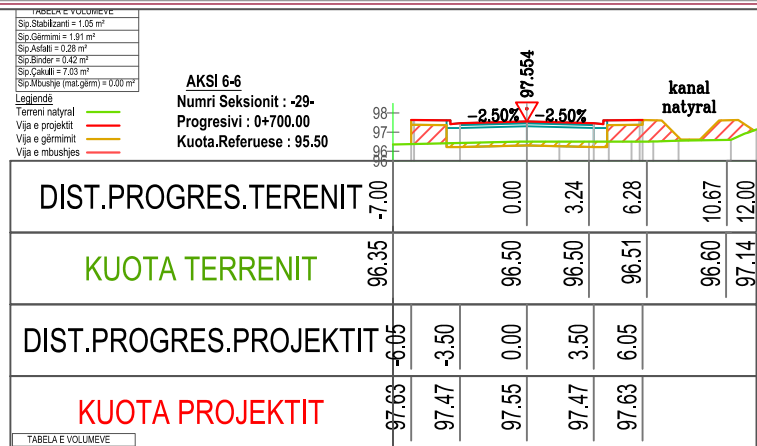 TABELA E VOLUMEVE
Sip.Stabilizanti = 1.05 m²
Sip.Gërmimi = 1.91 m²
Sip.Asfalti = 0.28 m²
Sip.Binder = 0.42 m²
Sip.Çakulli = 7.03 m²
Sip.Mbushje (mat.gërm) = 0.00 m²
Legjendë
Terreni natyral
Vija e projektit
Vija e gërmimit
Vija e mbushjes
AKSI 6-6
Numri Seksionit : -29-
Progresivi : 0+700.00
Kuota.Referuese : 95.50
97.554
-2.50% -2.50%
kanal
natyral
98
97
96
96
DIST.PROGRES.TERENIT -7.00 0.00 3.24 6.28 10.67 12.00
KUOTA TERRENIT 96.35 96.50 96.50 96.51 96.60 97.14
DIST.PROGRES.PROJEKTIT -6.05 -3.50 0.00 3.50 6.05
KUOTA PROJEKTIT 97.63 97.47 97.55 97.47 97.63
TABELA E VOLUMEVE